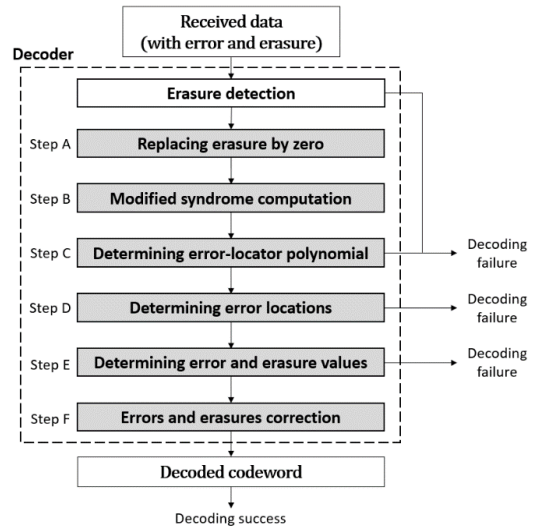 Received data
(with error and erasure)
Decoder
Erasure detection
Step A
Replacing erasure by zero
Step B
Modified syndrome computation
Step C
Determining error-locator polynomial
Decoding
failure
Step D
Determining error locations
Decoding
failure
Step E
Determining error and erasure values
Decoding
failure
Step F
Errors and erasures correction
Decoded codeword
Decoding success